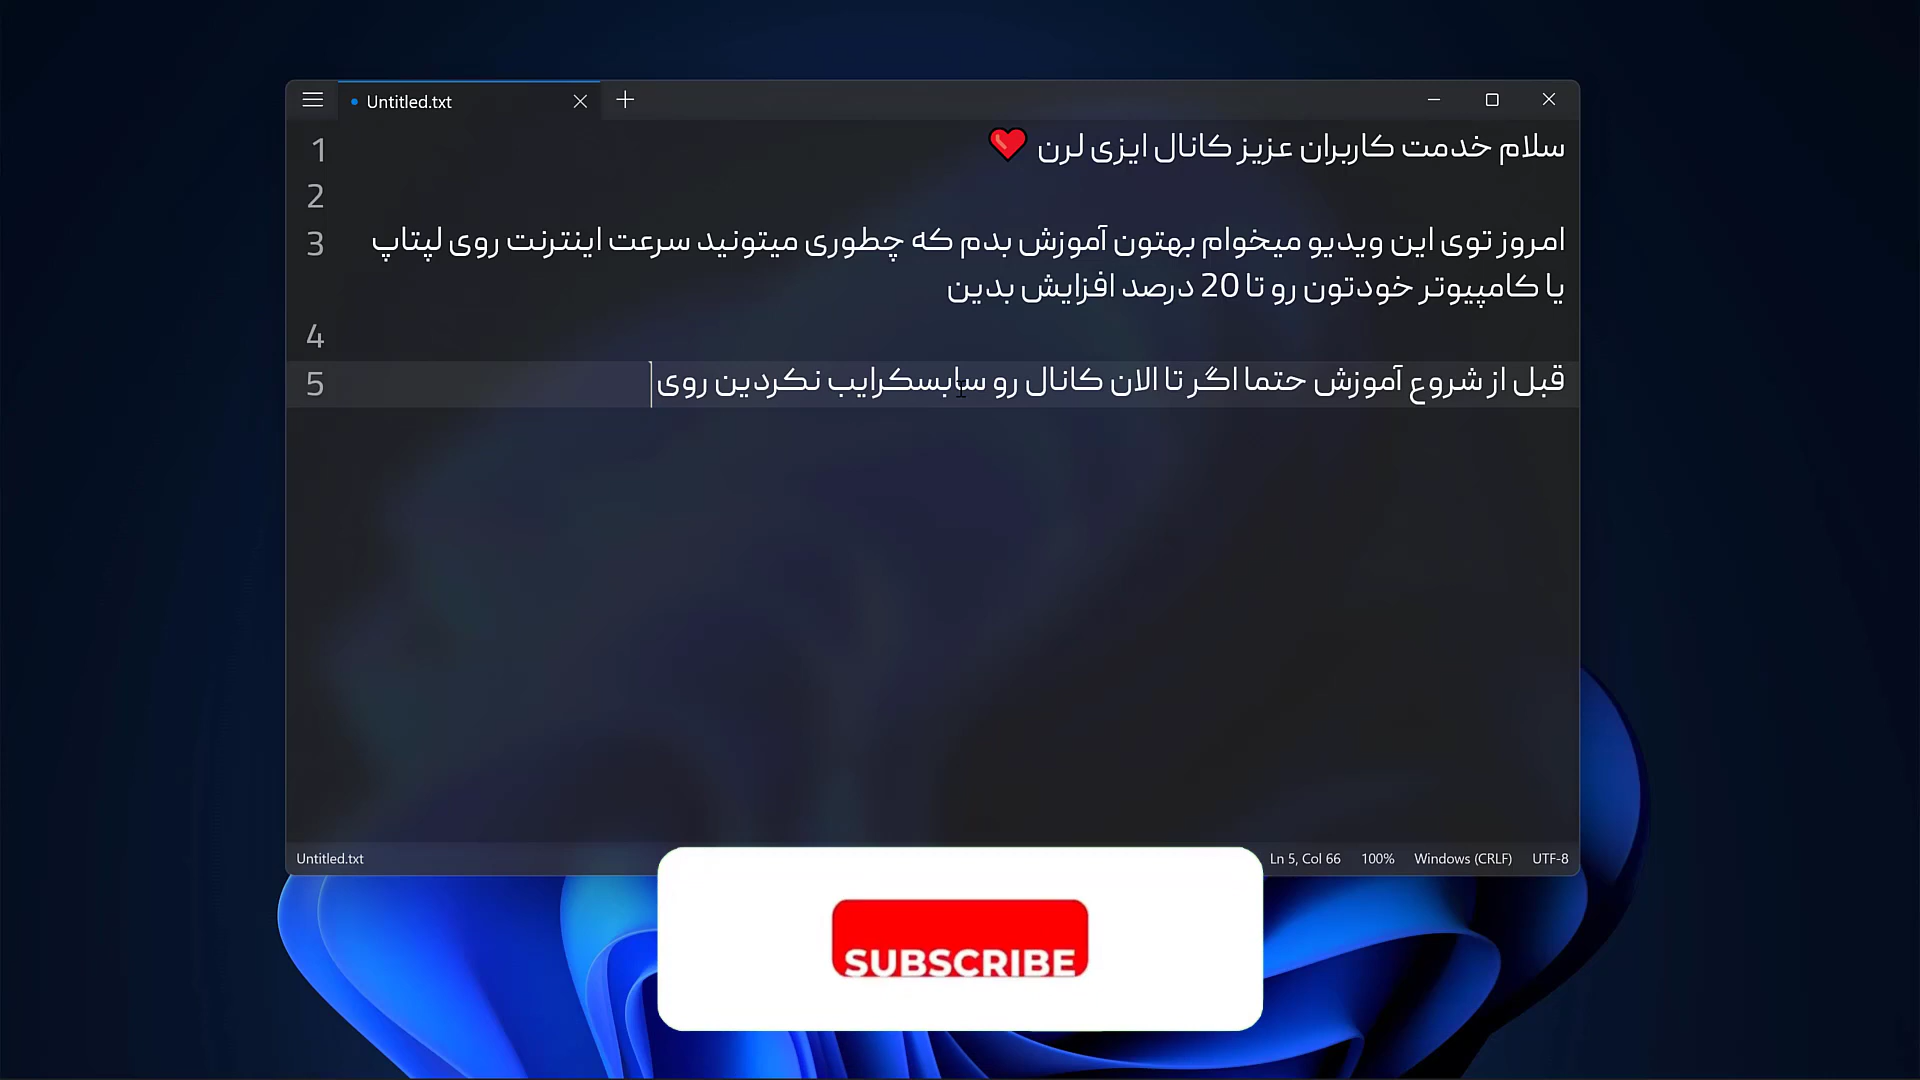 Untitled.txt
1
سلام خدمت کاربران عزیز کانال ایزی لرن ❤️
2
3
امروز توی این ویدیو میخوام بهتون آموزش بدم که چطوری میتونید سرعت اینترنت روی لپتاپ
یا کامپیوتر خودتون رو تا 20 درصد افزایش بدین
4
5
قبل از شروع آموزش حتما اگر تا الان کانال رو سابسکرایب نکردین روی
Untitled.txt
Ln 5, Col 66
100%
Windows (CRLF)
UTF-8
SUBSCRIBE